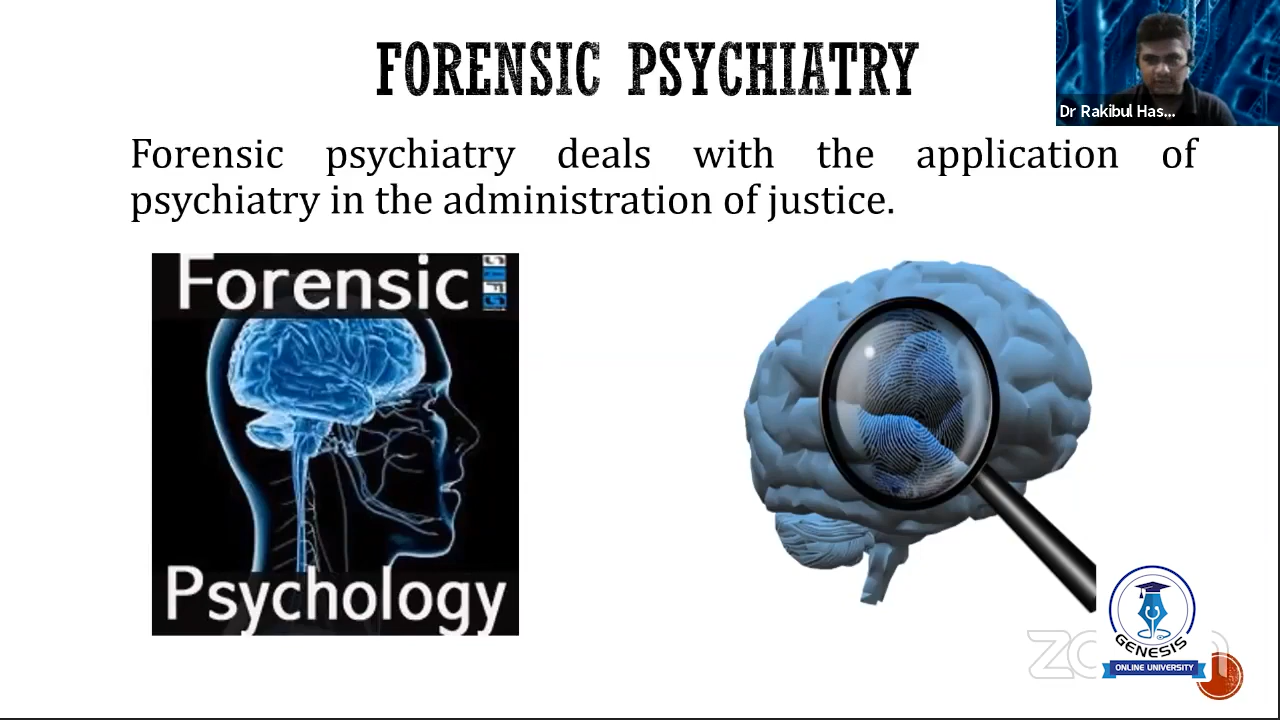 FORENSIC PSYCHIATRY
Dr Rakibul Has...
Forensic psychiatry deals with the application of
psychiatry in the administration of justice.
Forensic
SAFS
Psychology
GENESIS
ONLINE UNIVERSITY